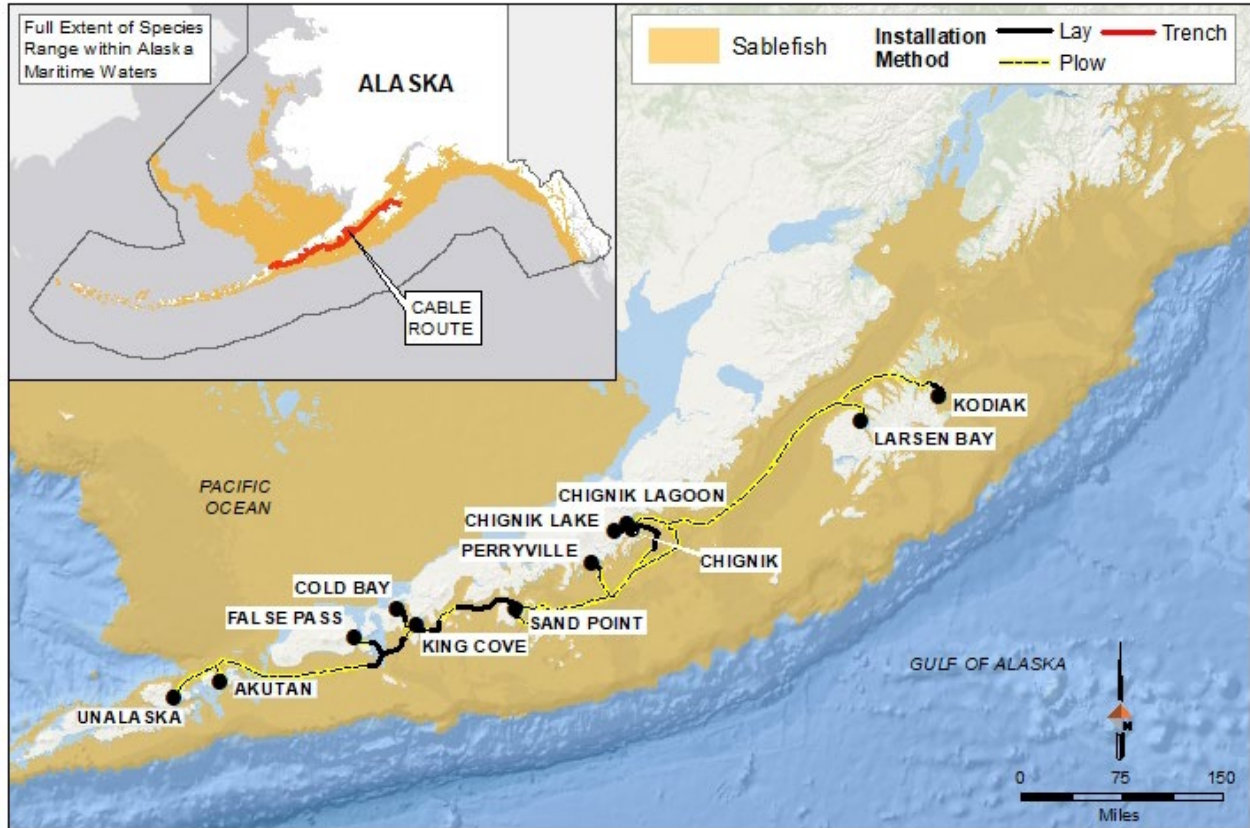 Full Extent of Species
Range within Alaska
Maritime Waters
ALASKA
CABLE
ROUTE
Sablefish
Installation
Method
Lay
Trench
Plow
KODIAK
LARSEN BAY
PACIFIC
OCEAN
CHIGNIK LAGOON
CHIGNIK LAKE
PERRYVILLE
CHIGNIK
COLD BAY
FALSE PASS
SAND POINT
KING COVE
GULF OF ALASKA
AKUTAN
UNALASKA
N
0 75 150
Miles